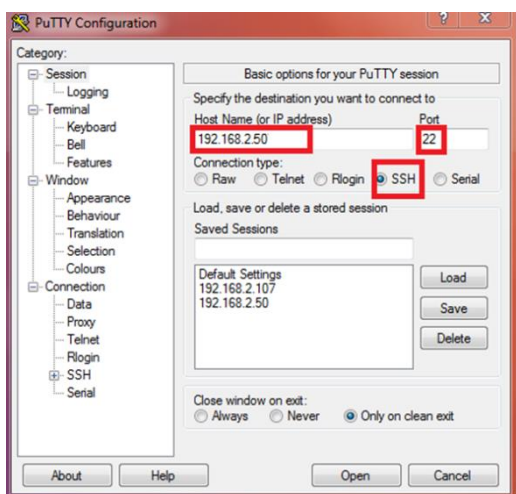 PuTTY Configuration
Category:
Session
Logging
Terminal
Keyboard
Bell
Features
Window
Appearance
Behaviour
Translation
Selection
Colours
Connection
Data
Proxy
Telnet
Rlogin
SSH
Serial
Basic options for your PuTTY session
Specify the destination you want to connect to
Host Name (or IP address) Port
192.168.2.50 22
Connection type:
Raw Telnet Rlogin SSH Serial
Load, save or delete a stored session
Saved Sessions
Default Settings
192.168.2.107
192.168.2.50
Load
Save
Delete
Close window on exit:
Always Never Only on clean exit
About Help Open Cancel